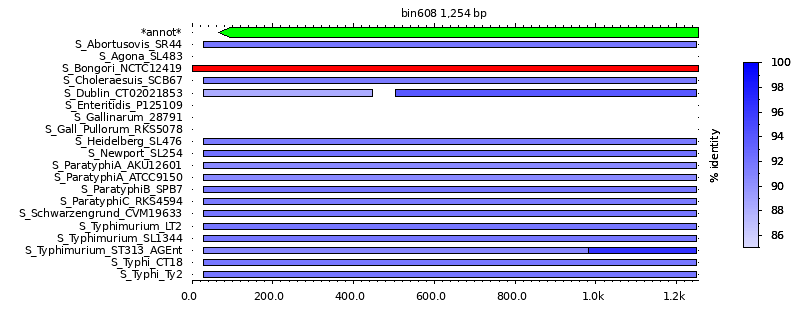 bin608 1,254 bp
*annot*
S_Abortusovis_SR44
S_Agona_SL483
S_Bongori_NCTC12419
S_Choleraesuis_SCB67
S_Dublin_CT02021853
S_Enteritidis_P125109
S_Gallinarum_28791
S_Gall_Pullorum_RKS5078
S_Heidelberg_SL476
S_Newport_SL254
S_ParatyphiA_AKU12601
S_ParatyphiA_ATCC9150
S_ParatyphiB_SPB7
S_ParatyphiC_RKS4594
S_Schwarzengrund_CVM19633
S_Typhimurium_LT2
S_Typhimurium_SL1344
S_Typhimurium_ST313_AGEnt
S_Typhi_CT18
S_Typhi_Ty2
0.0 200.0 400.0 600.0 800.0 1.0k 1.2k
% identity
100
98
96
94
92
90
88
86